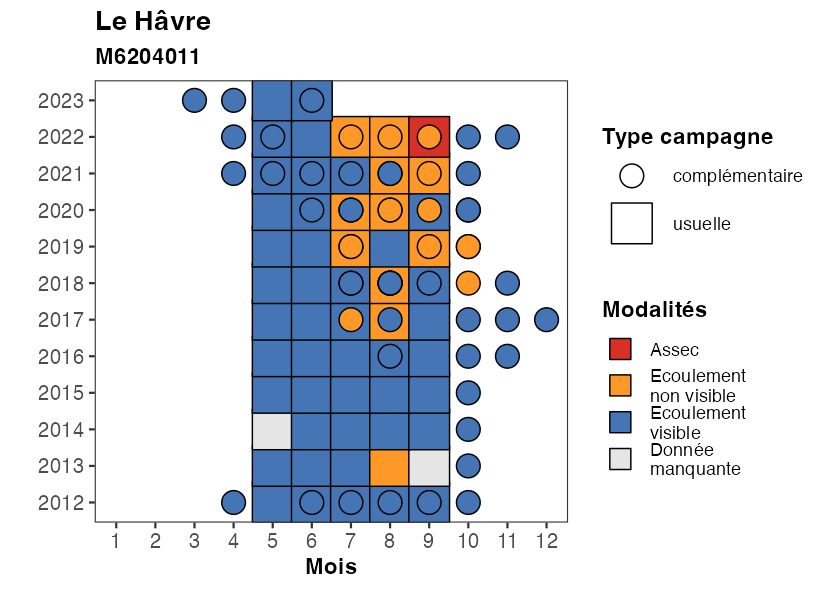 Le Hâvre
M6204011
2023
2022
2021
2020
2019
2018
2017
2016
2015
2014
2013
2012
1 2 3 4 5 6 7 8 9 10 11 12
Mois
Type campagne
complémentaire
usuelle
Modalités
Assec
Ecoulement
non visible
Ecoulement
visible
Donnée
manquante